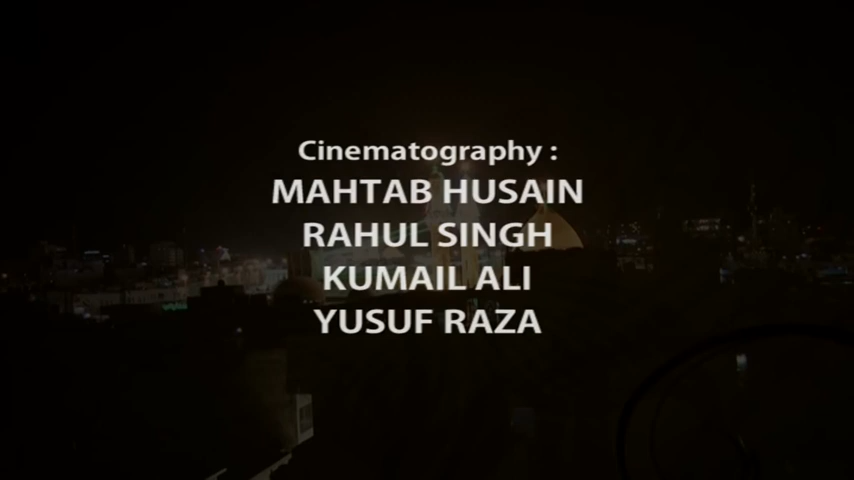 Cinematography :
MAHTAB HUSAIN
RAHUL SINGH
KUMAIL ALI
YUSUF RAZA